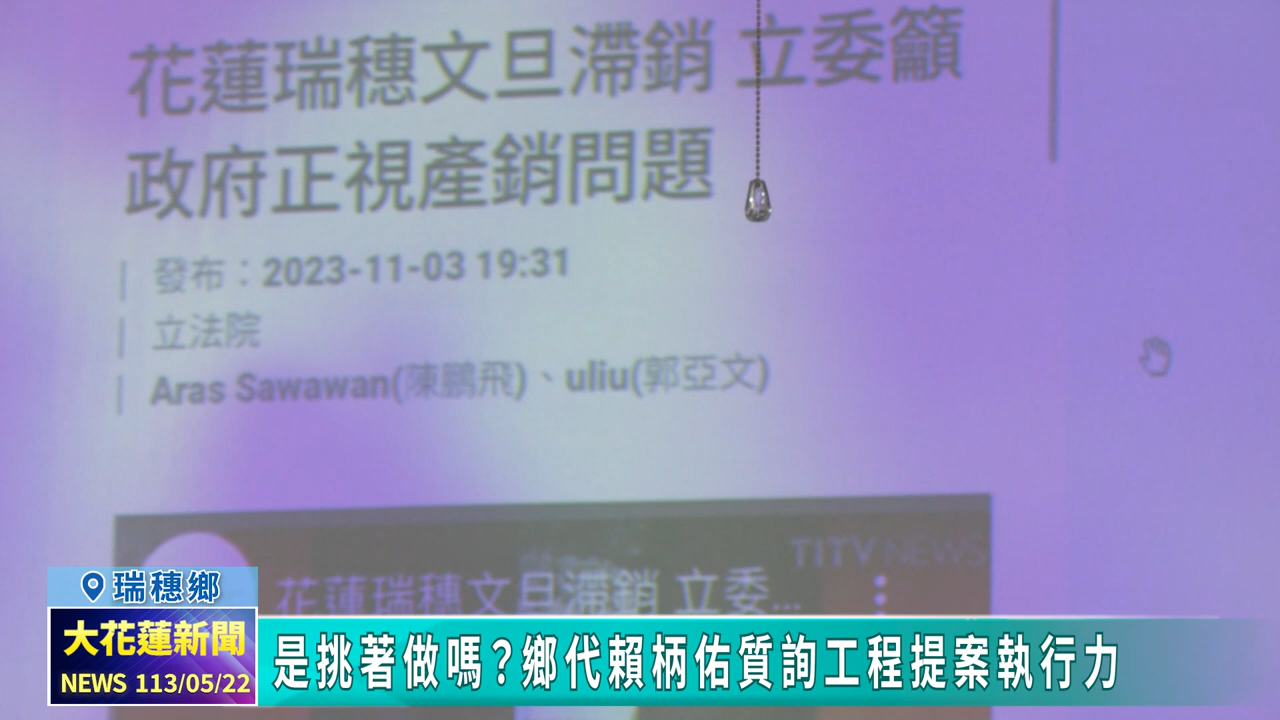 花蓮瑞穗文旦滯銷 立委籲
政府正視產銷問題
發布：2023-11-03 19:31
立法院
Aras Sawawan(陳鵬飛)、uliu(郭亞文)
TITV NEWS
花蓮瑞穗文旦滯銷 立委...
瑞穗鄉
大花蓮新聞
NEWS 113/05/22
是挑著做嗎？鄉代賴柄佑質詢工程提案執行力